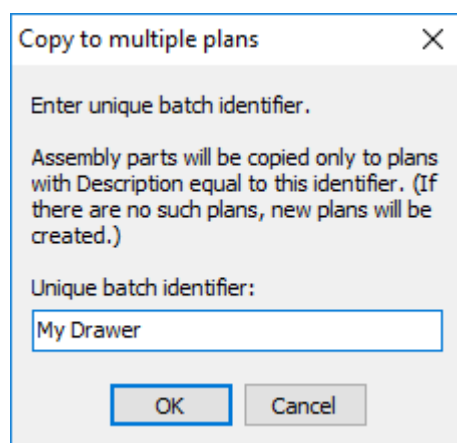 Copy to multiple plans
Enter unique batch identifier.
Assembly parts will be copied only to plans
with Description equal to this identifier. (If
there are no such plans, new plans will be
created.)
Unique batch identifier:
My Drawer
OK Cancel